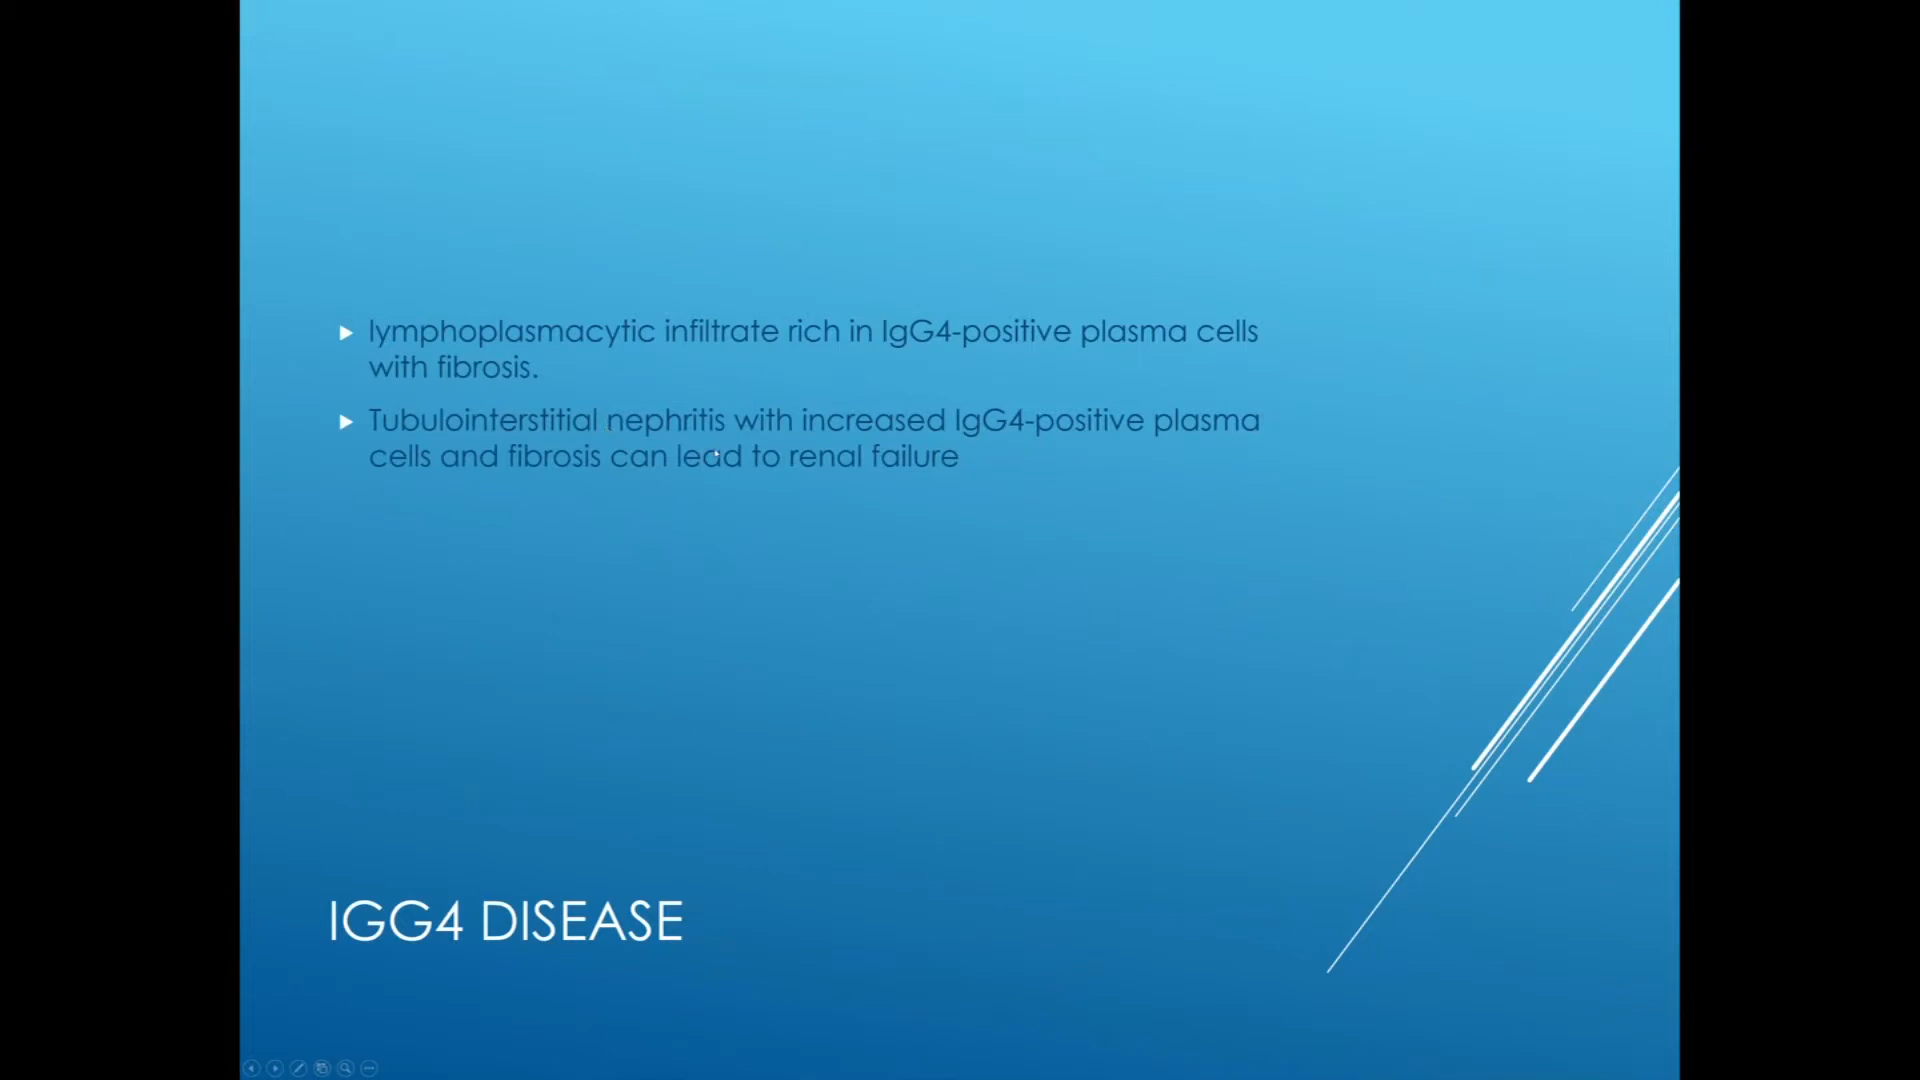 lymphoplasmacytic infiltrate rich in IgG4-positive plasma cells
with fibrosis.
Tubulointerstitial nephritis with increased IgG4-positive plasma
cells and fibrosis can lead to renal failure
IGG4 DISEASE